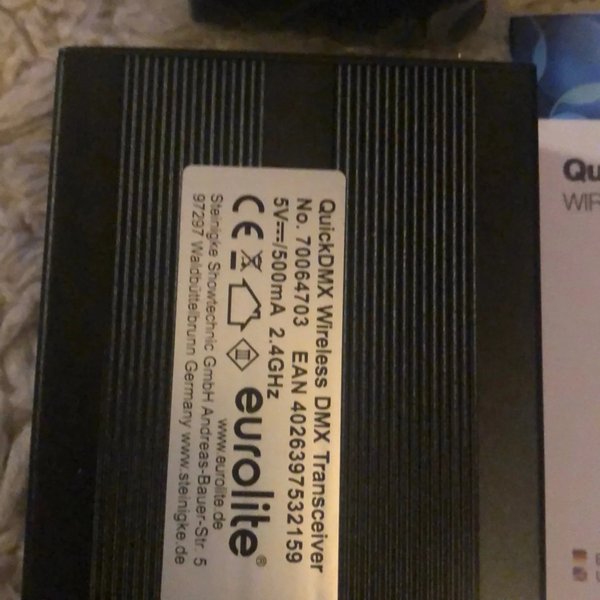 QuickDMX Wireless DMX Transceiver
No. 70064703 EAN 4026397532159
5V⎓/500mA 2.4GHz
CE eurolite®
www.eurolite.de
Steinigke Showtechnic GmbH Andreas-Bauer-Str. 5
97297 Waldbüttelbrunn Germany www.steinigke.de
Qu
WIR